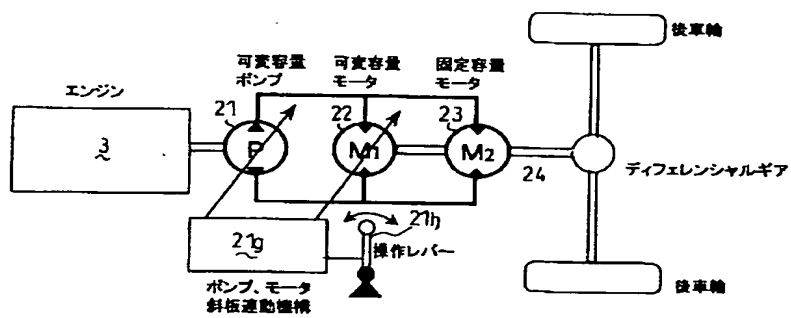 後車輪
可変容量
ポンプ
可変容量
モータ
固定容量
モータ
エンジン
21
22
23
3
P
M1
M2
24
ディファレンシャルギア
21g
21h
操作レバー
ポンプ、モータ
斜板連動機構
後車輪